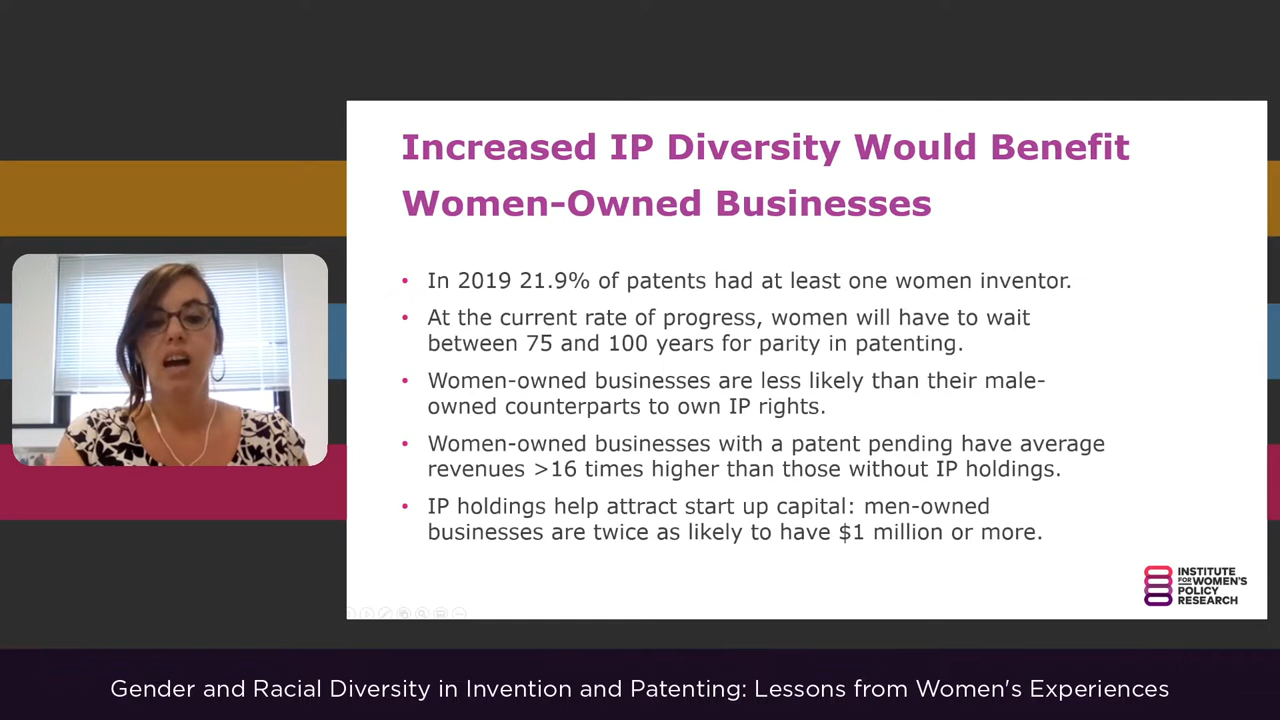 Increased IP Diversity Would Benefit
Women-Owned Businesses
• In 2019 21.9% of patents had at least one women inventor.
• At the current rate of progress, women will have to wait
between 75 and 100 years for parity in patenting.
• Women-owned businesses are less likely than their male-
owned counterparts to own IP rights.
• Women-owned businesses with a patent pending have average
revenues >16 times higher than those without IP holdings.
• IP holdings help attract start up capital: men-owned
businesses are twice as likely to have $1 million or more.
INSTITUTE
FOR WOMEN'S
POLICY
RESEARCH
Gender and Racial Diversity in Invention and Patenting: Lessons from Women's Experiences